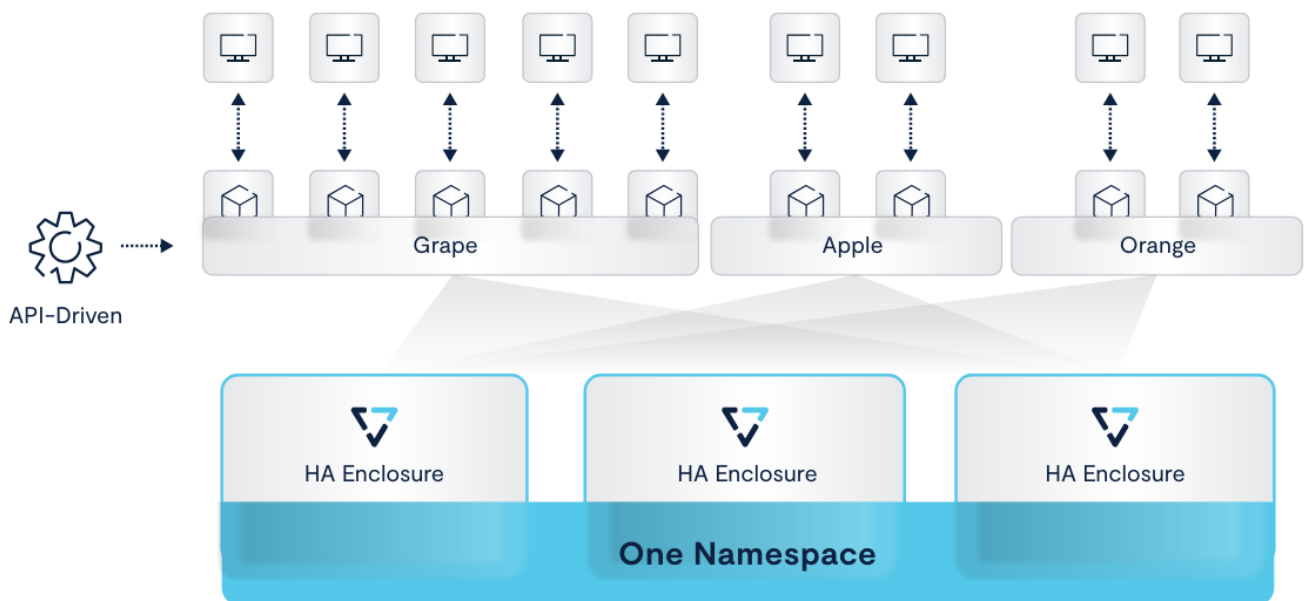 Grape
Apple
Orange
API-Driven
HA Enclosure
HA Enclosure
HA Enclosure
One Namespace